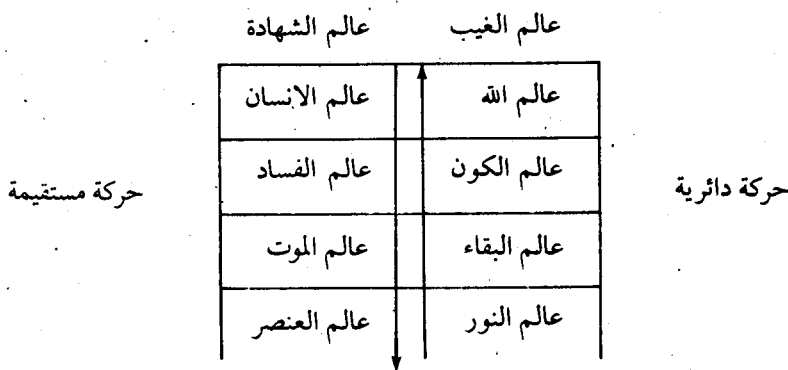 عالم الغيب عالم الشهادة
عالم الله عالم الانسان
حركة دائرية عالم الكون عالم الفساد حركة مستقيمة
عالم البقاء عالم الموت
عالم النور عالم العنصر